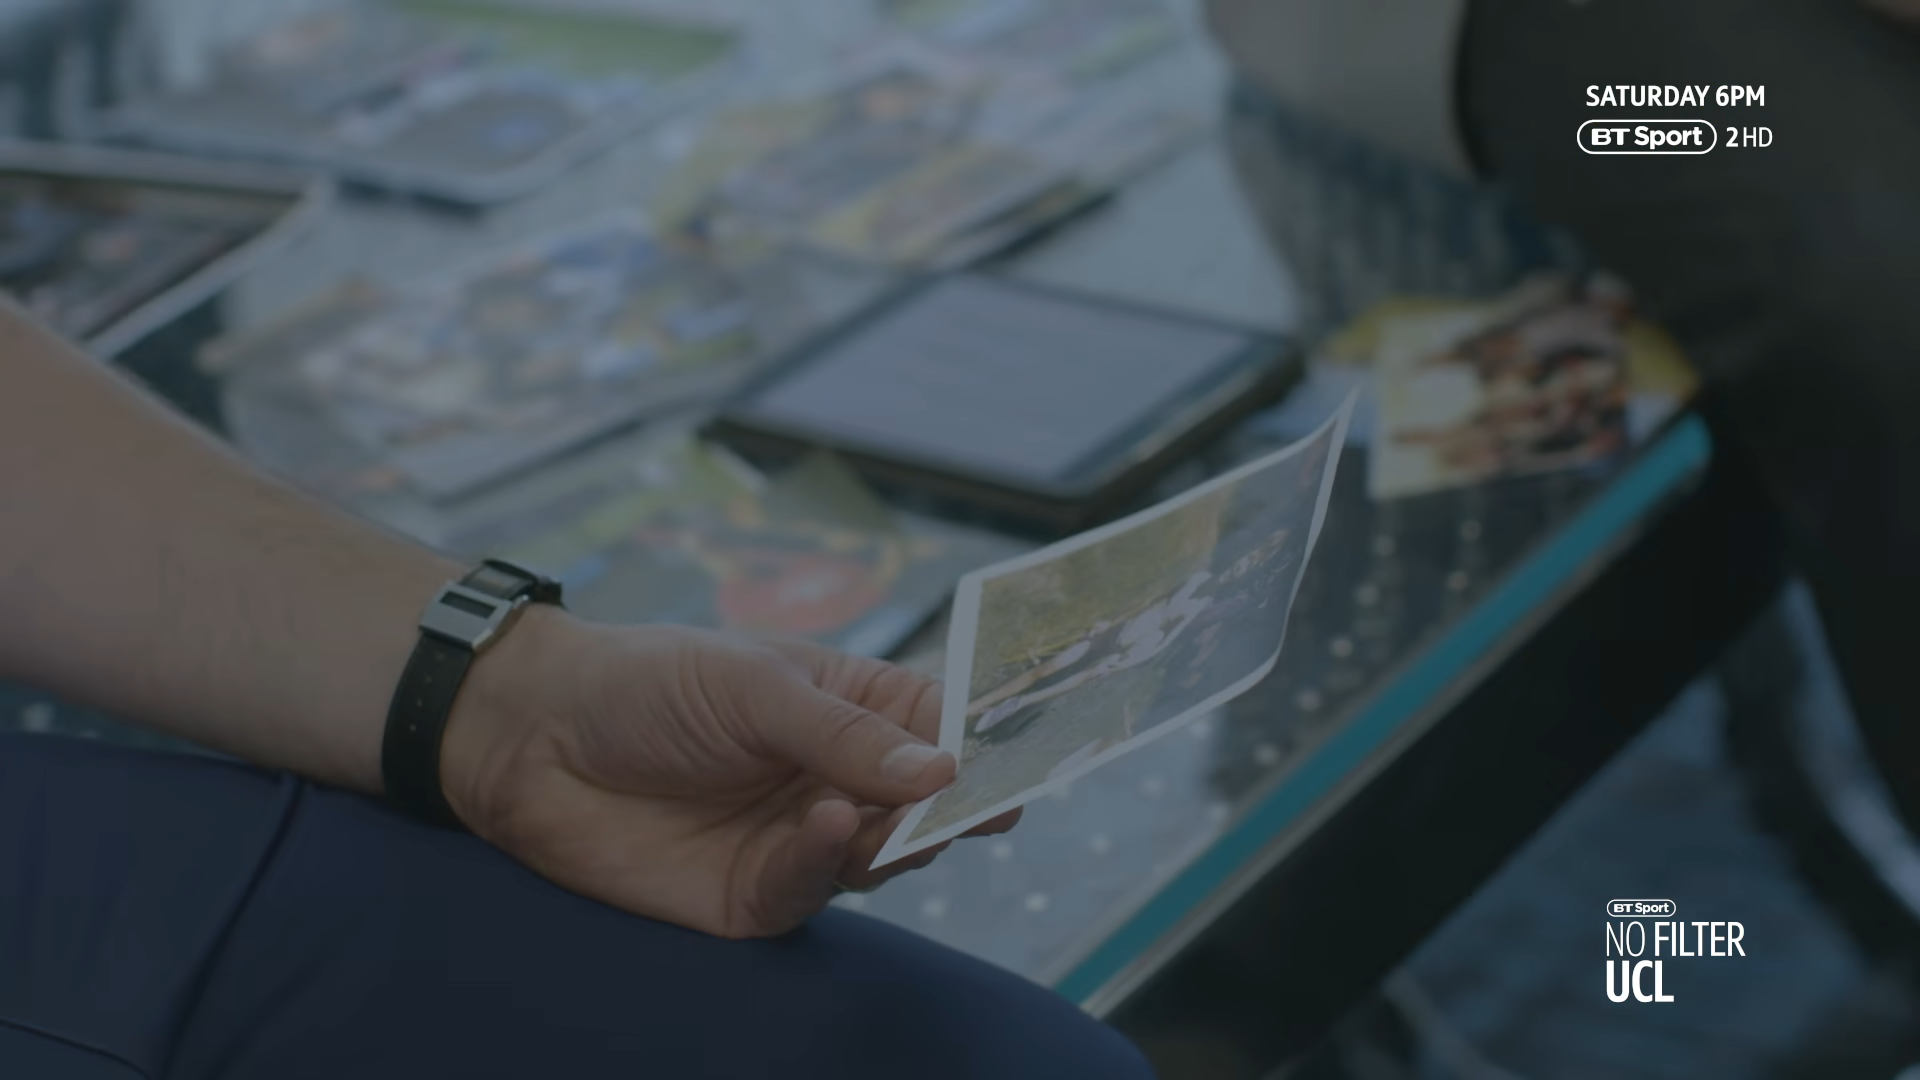 SATURDAY 6PM
BT Sport 2HD
BT Sport
NO FILTER
UCL